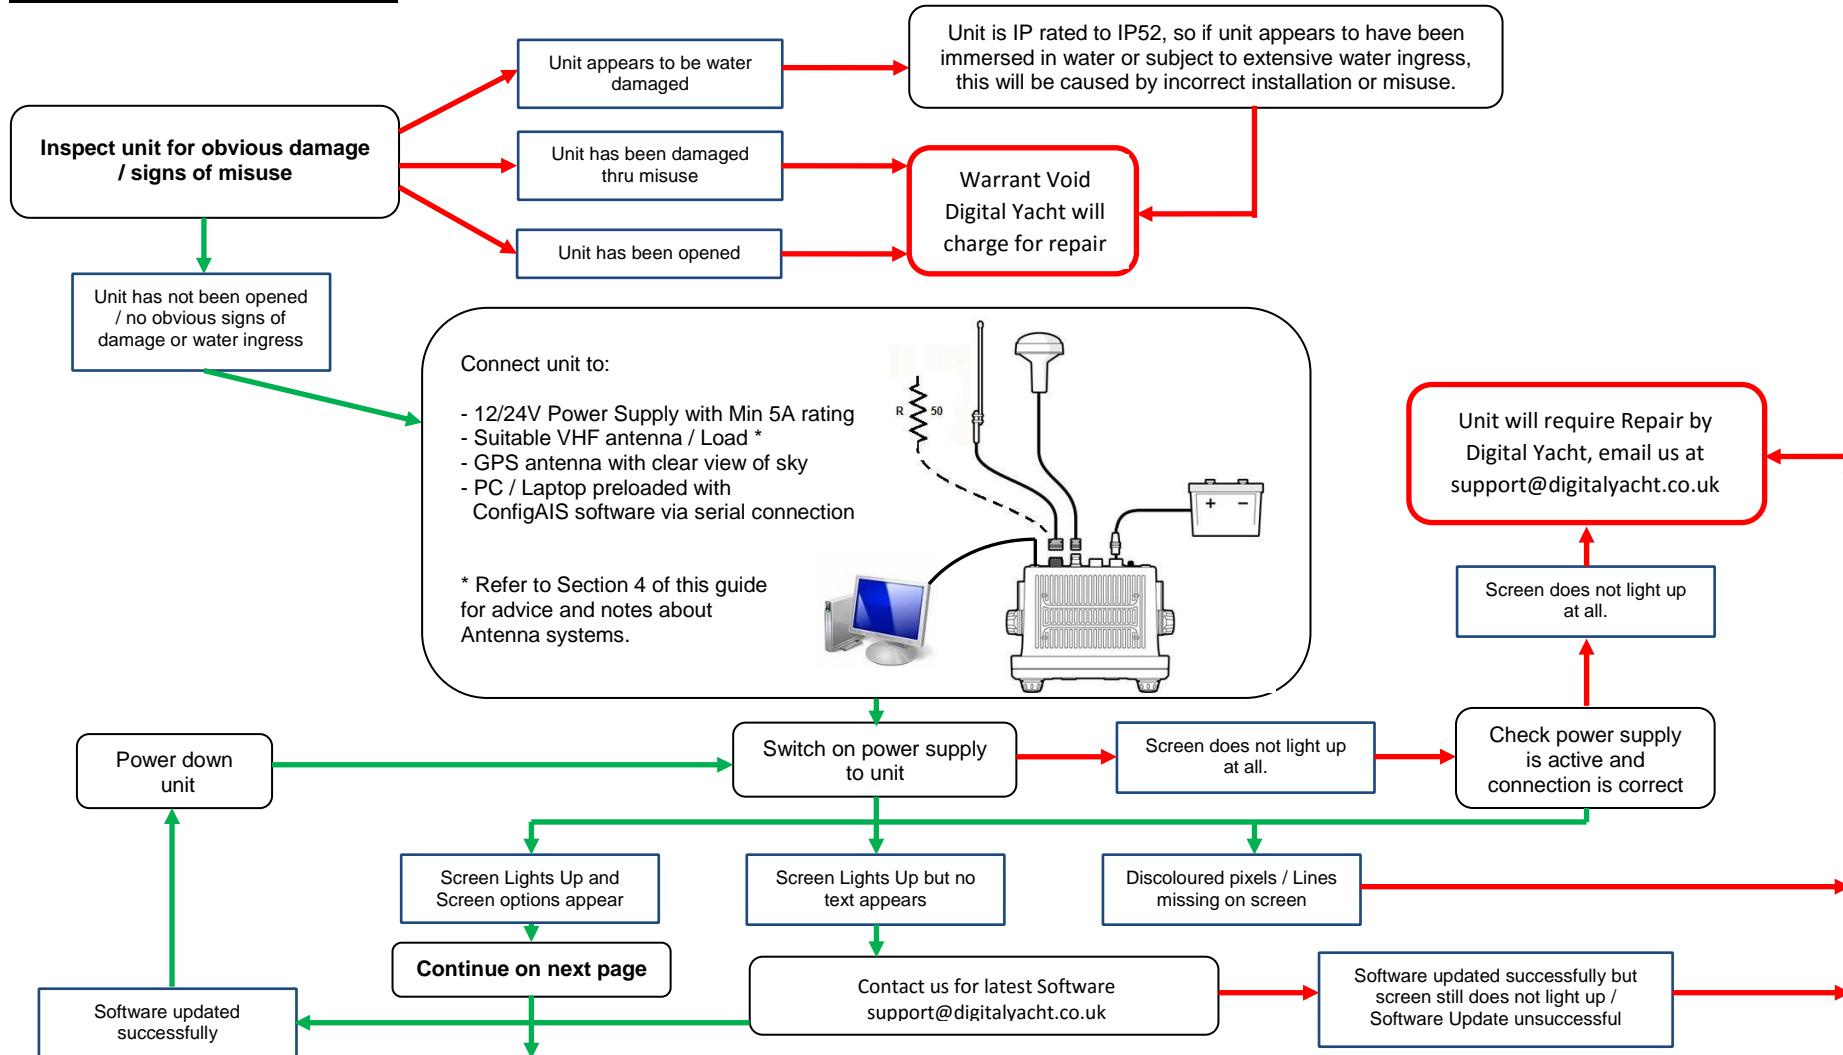 Unit is IP rated to IP52, so if unit appears to have been
immersed in water or subject to extensive water ingress,
this will be caused by incorrect installation or misuse.
Unit appears to be water
damaged
Inspect unit for obvious damage
/ signs of misuse
Unit has been damaged
thru misuse
Warrant Void
Digital Yacht will
charge for repair
Unit has been opened
Unit has not been opened
/ no obvious signs of
damage or water ingress
Connect unit to:
- 12/24V Power Supply with Min 5A rating
- Suitable VHF antenna / Load *
- GPS antenna with clear view of sky
- PC / Laptop preloaded with
ConfigAIS software via serial connection
* Refer to Section 4 of this guide
for advice and notes about
Antenna systems.
R 50
+ −
Unit will require Repair by
Digital Yacht, email us at
support@digitalyacht.co.uk
Screen does not light up
at all.
Power down
unit
Switch on power supply
to unit
Screen does not light up
at all.
Check power supply
is active and
connection is correct
Screen Lights Up and
Screen options appear
Screen Lights Up but no
text appears
Discoloured pixels / Lines
missing on screen
Continue on next page
Contact us for latest Software
support@digitalyacht.co.uk
Software updated successfully but
screen still does not light up /
Software Update unsuccessful
Software updated
successfully